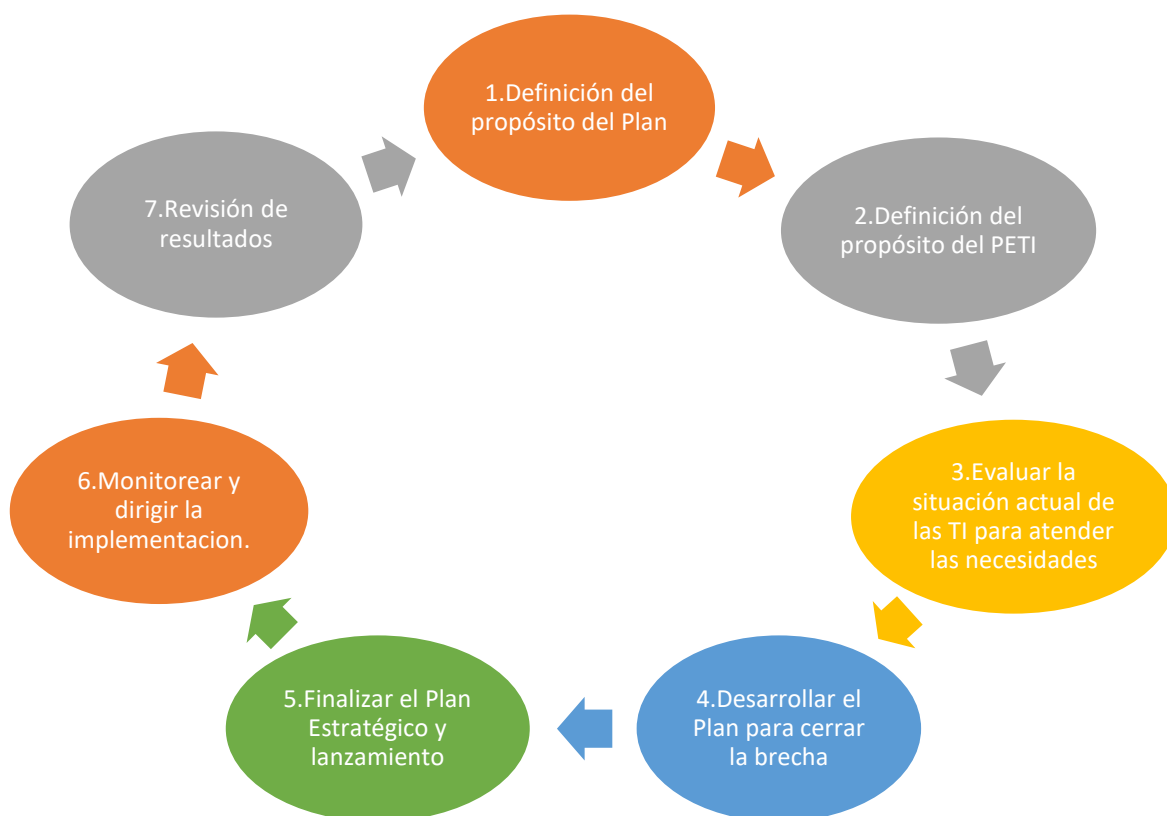 1.Definición del
propósito del Plan
2.Definición del
propósito del PETI
3.Evaluar la
situación actual de
las TI para atender
las necesidades
4.Desarrollar el
Plan para cerrar
la brecha
5.Finalizar el Plan
Estratégico y
lanzamiento
6.Monitorear y
dirigir la
implementacion.
7.Revisión de
resultados